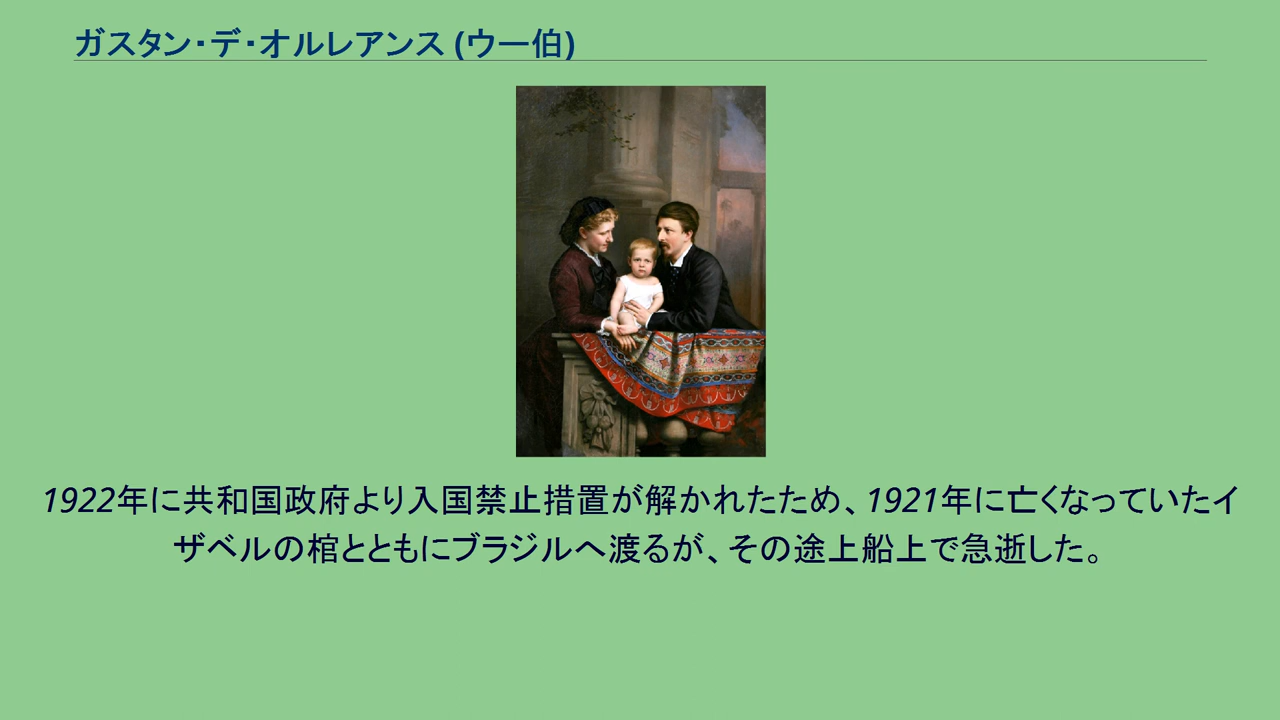 ガスタン・デ・オルレアンス (ウー伯)
1922年に共和国政府より入国禁止措置が解かれたため、1921年に亡くなっていたイ
ザベルの棺とともにブラジルへ渡るが、その途上船上で急逝した。